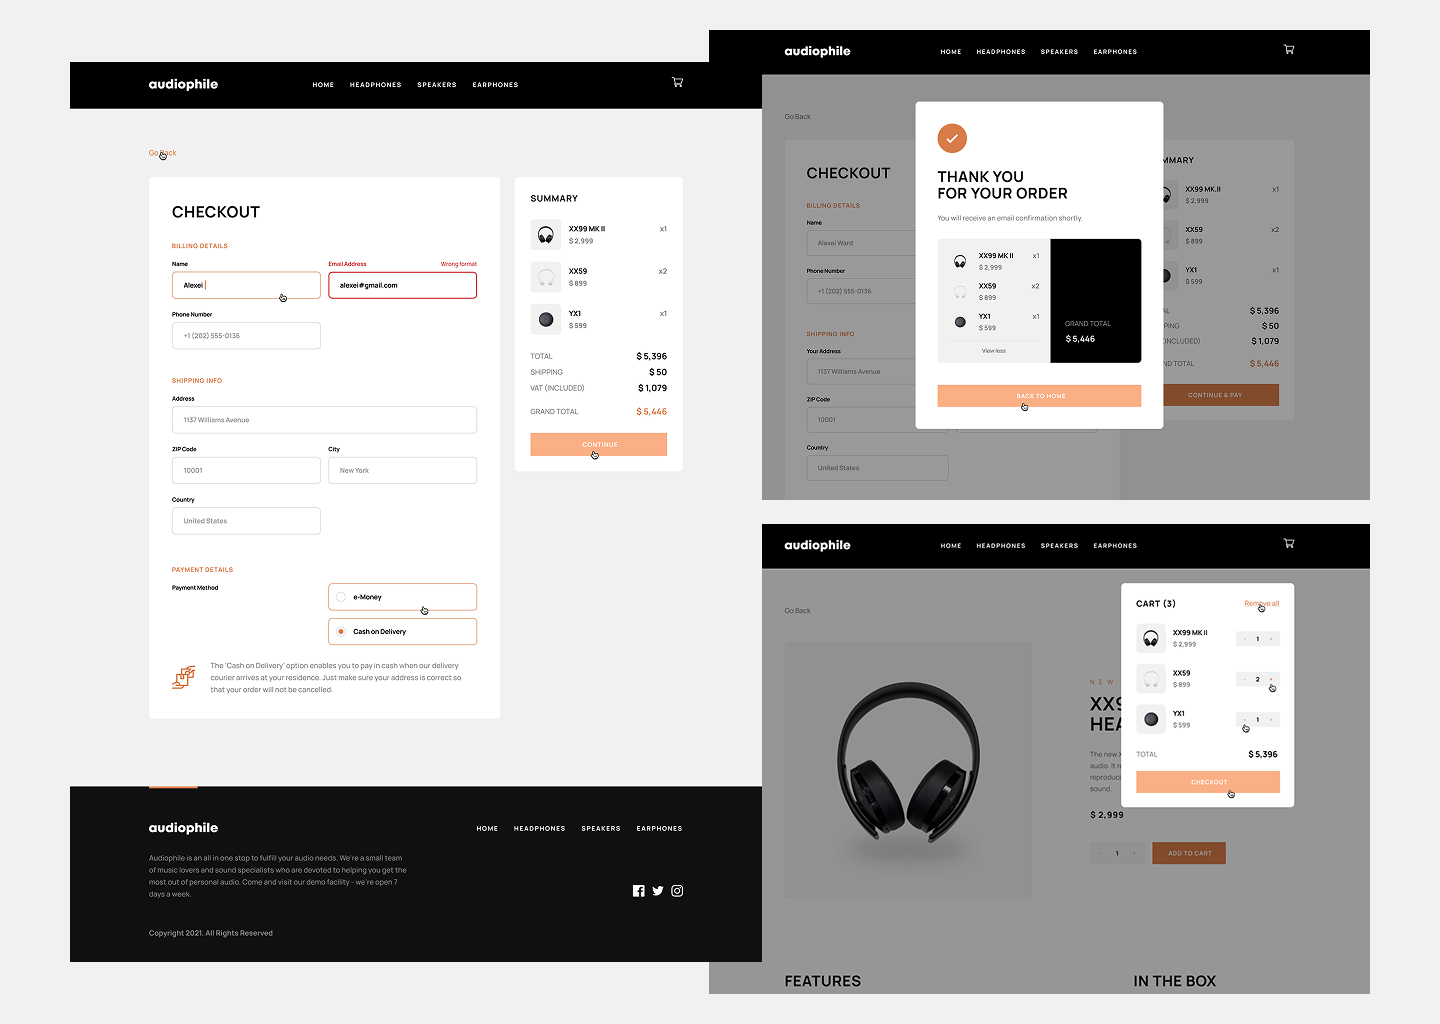 audiophile
HOME HEADPHONES SPEAKERS EARPHONES
Go Back
CHECKOUT
BILLING DETAILS
Name
Alexei
Email Address Wrong format
alexei#gmail.com
Phone Number
+1 (202) 555-0136
SHIPPING INFO
Address
1137 Williams Avenue
ZIP Code
10001
City
New York
Country
United States
PAYMENT DETAILS
Payment Method
e-Money
Cash on Delivery
The 'Cash on Delivery' option enables you to pay in cash when our delivery
courier arrives at your residence. Just make sure your address is correct so
that your order will not be cancelled.
SUMMARY
XX99 MK II x1
$ 2,999
XX59 x2
$ 899
YX1 x1
$ 599
TOTAL $ 5,396
SHIPPING $ 50
VAT (INCLUDED) $ 1,079
GRAND TOTAL $ 5,446
CONTINUE
audiophile
HOME HEADPHONES SPEAKERS EARPHONES
Audiophile is an all in one stop to fulfill your audio needs. We're a small team
of music lovers and sound specialists who are devoted to helping you get the
most out of personal audio. Come and visit our demo facility - we're open 7
days a week.
Copyright 2021. All Rights Reserved
audiophile
HOME HEADPHONES SPEAKERS EARPHONES
Go Back
CHECKOUT
BILLING DETAILS
Name
Alexei Ward
Phone Number
+1 (202) 555-0136
SHIPPING INFO
Your Address
1137 Williams Avenue
ZIP Code
10001
Country
United States
THANK YOU
FOR YOUR ORDER
You will receive an email confirmation shortly.
XX99 MK II x1
$ 2,999
XX59 x2
$ 899
YX1 x1
$ 599
View less
GRAND TOTAL
$ 5,446
BACK TO HOME
MMARY
XX99 MK.II x1
$ 2,999
XX59 x2
$ 899
YX1 x1
$ 599
AL $ 5,396
PING $ 50
(INCLUDED) $ 1,079
ND TOTAL $ 5,446
CONTINUE & PAY
audiophile
HOME HEADPHONES SPEAKERS EARPHONES
Go Back
NEW
XX9
HEA
The new X
audio. It re
reproduci
sound.
$ 2,999
- 1 +
ADD TO CART
CART (3) Remove all
XX99 MK II
$ 2,999
- 1 +
XX59
$ 899
- 2 +
YX1
$ 599
- 1 +
TOTAL $ 5,396
CHECKOUT
FEATURES
IN THE BOX